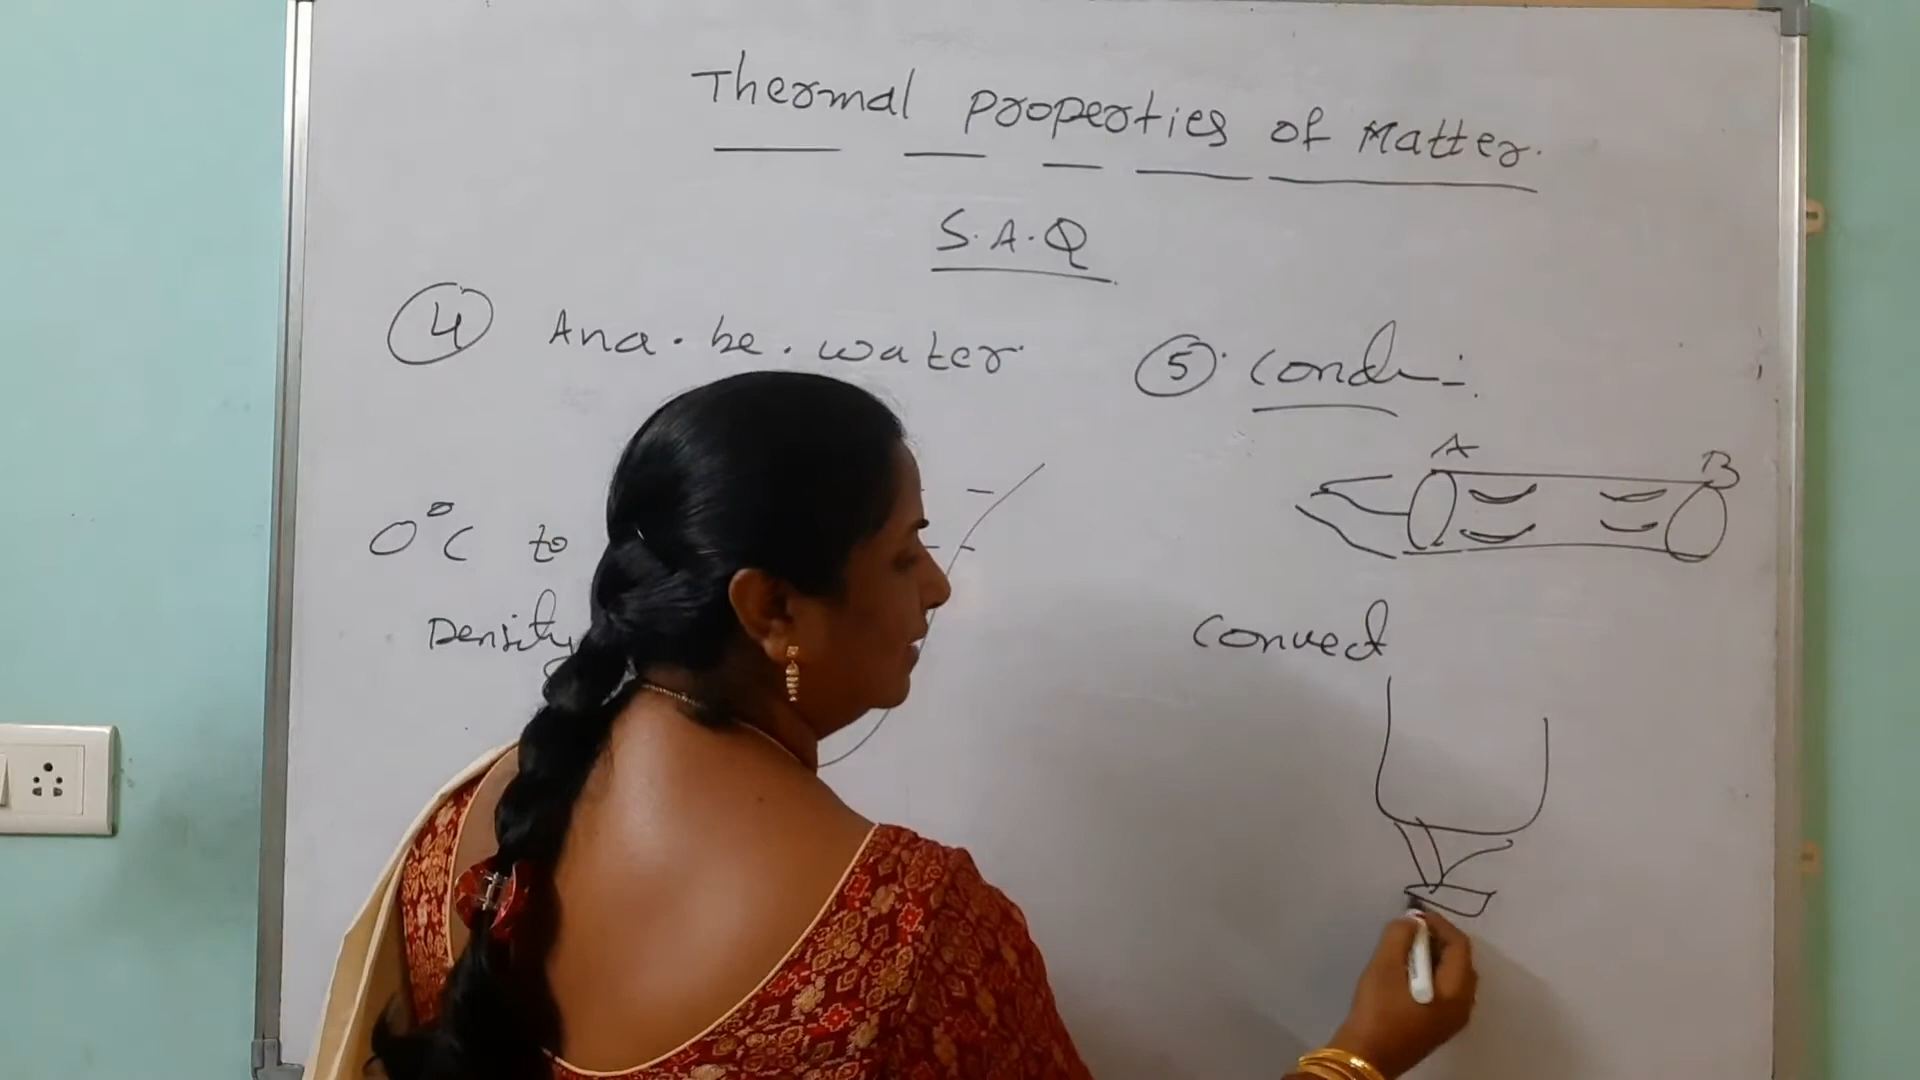 Thermal properties of Matter.
S.A.Q
④ Ana. be. water.
0°C to
Density
⑤. Condu-:
A
B
Convect